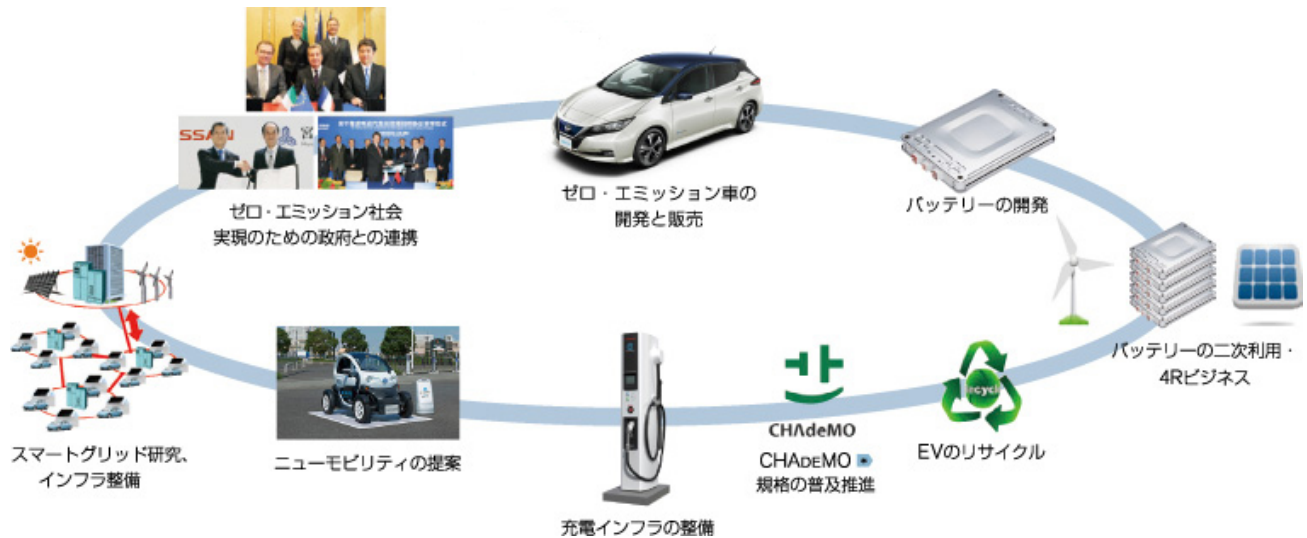 SSAN
ゼロ・エミッション社会
実現のための政府との連携
ゼロ・エミッション車の
開発と販売
バッテリーの開発
バッテリーの二次利用・
4Rビジネス
EVのリサイクル
CHAdeMO
CHADEMO
規格の普及推進
充電インフラの整備
ニューモビリティの提案
スマートグリッド研究、
インフラ整備